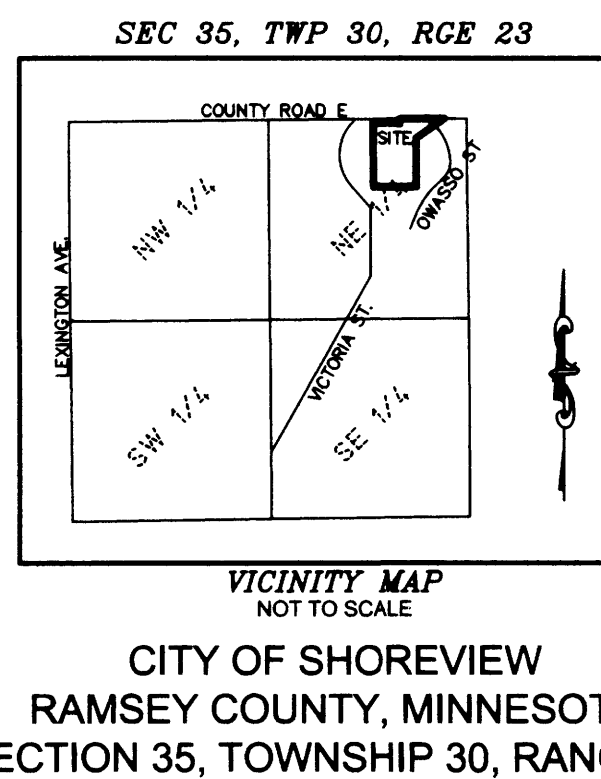 SEC 35, TWP 30, RGE 23
COUNTY ROAD E
SITE
NW 1/4
NE 1/4
OWASSO ST
LEXINGTON AVE.
VICTORIA ST.
SW 1/4
SE 1/4
VICINITY MAP
NOT TO SCALE
CITY OF SHOREVIEW
RAMSEY COUNTY, MINNESOT
ECTION 35, TOWNSHIP 30, RAN